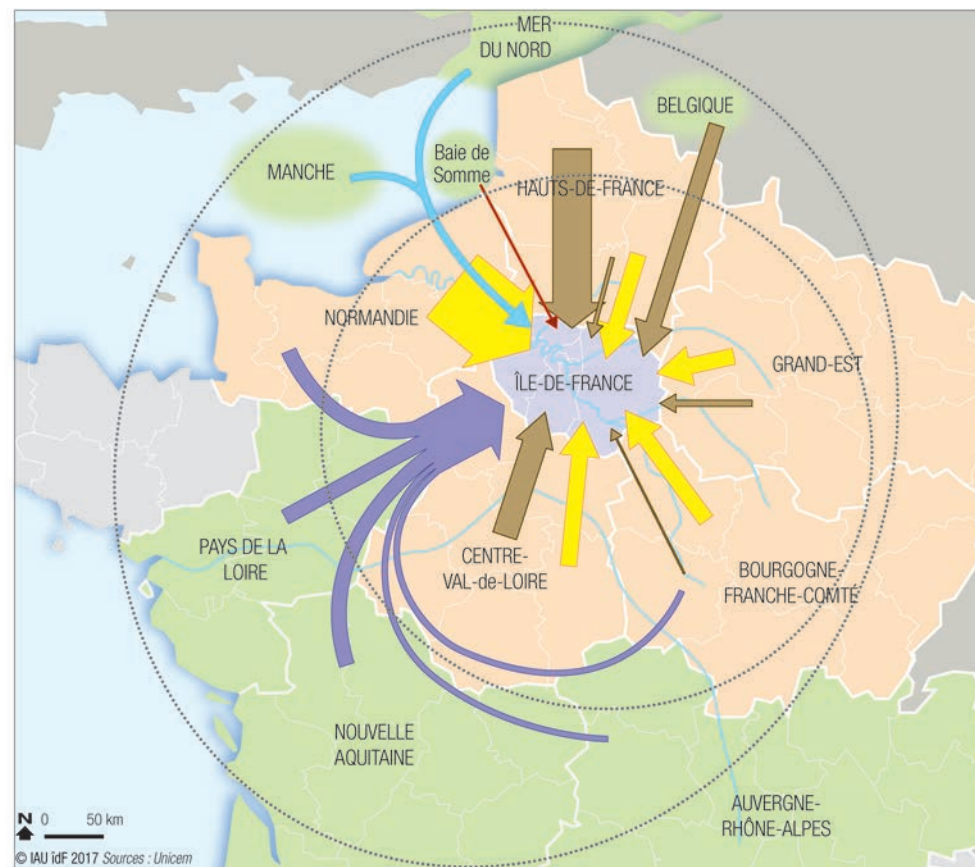 MER
DU NORD
BELGIQUE
MANCHE
Baie de
Somme
HAUTS-DE-FRANCE
NORMANDIE
GRAND-EST
ÎLE-DE-FRANCE
PAYS DE LA
LOIRE
CENTRE-
VAL-de-LOIRE
BOURGOGNE-
FRANCHE-COMTÉ
NOUVELLE
AQUITAINE
AUVERGNE-
RHÔNE-ALPES
N 0 50 km
© IAU îdF 2017 Sources : Unicem